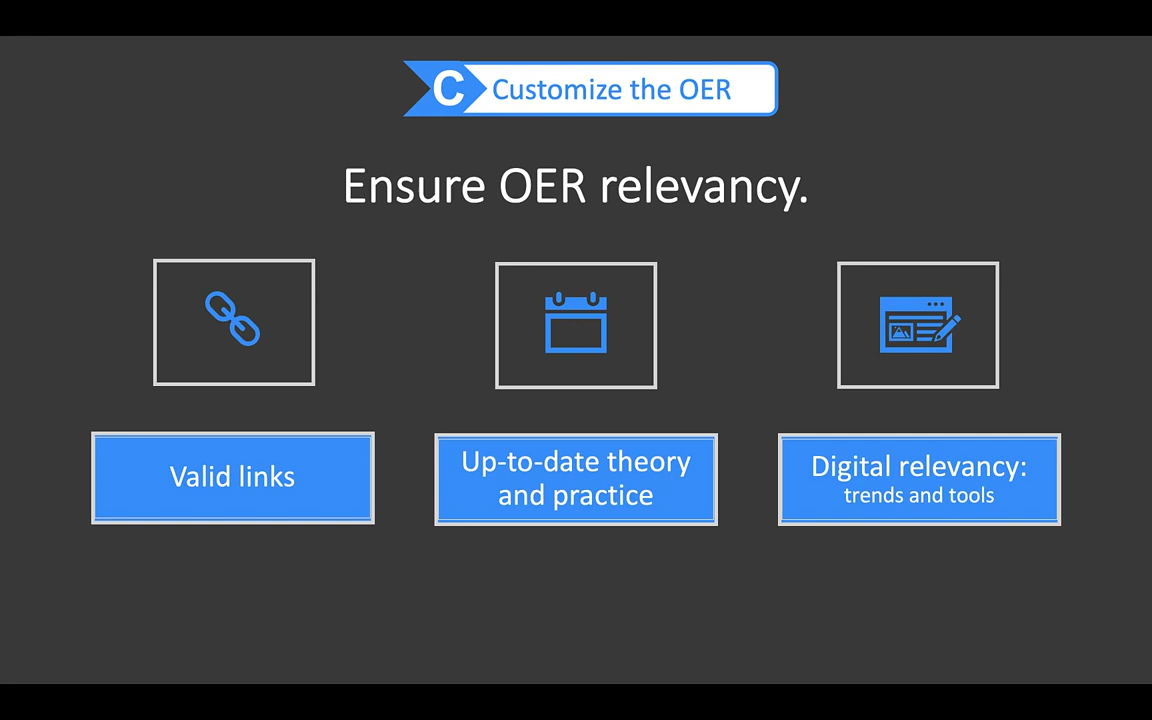 C Customize the OER
Ensure OER relevancy.
Valid links
Up-to-date theory
and practice
Digital relevancy:
trends and tools